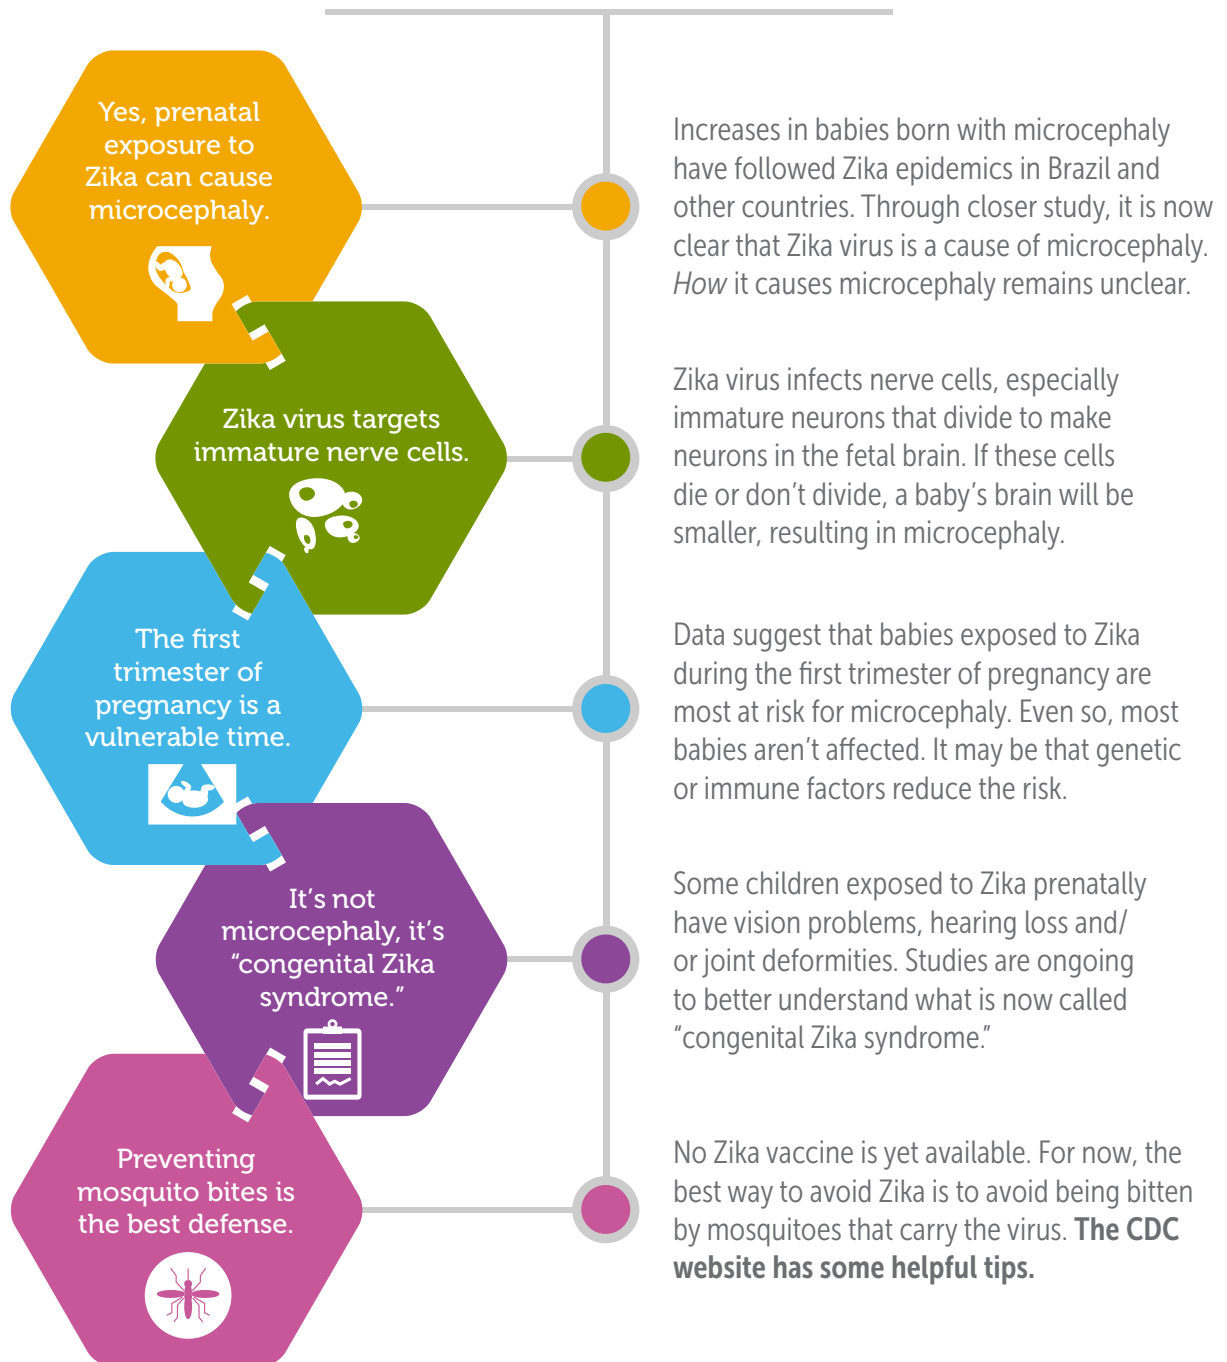 Yes, prenatal
exposure to
Zika can cause
microcephaly.
Increases in babies born with microcephaly
have followed Zika epidemics in Brazil and
other countries. Through closer study, it is now
clear that Zika virus is a cause of microcephaly.
How it causes microcephaly remains unclear.
Zika virus targets
immature nerve cells.
Zika virus infects nerve cells, especially
immature neurons that divide to make
neurons in the fetal brain. If these cells
die or don't divide, a baby's brain will be
smaller, resulting in microcephaly.
The first
trimester of
pregnancy is a
vulnerable time.
Data suggest that babies exposed to Zika
during the first trimester of pregnancy are
most at risk for microcephaly. Even so, most
babies aren't affected. It may be that genetic
or immune factors reduce the risk.
It's not
microcephaly, it's
“congenital Zika
syndrome.”
Some children exposed to Zika prenatally
have vision problems, hearing loss and/
or joint deformities. Studies are ongoing
to better understand what is now called
“congenital Zika syndrome.”
Preventing
mosquito bites is
the best defense.
No Zika vaccine is yet available. For now, the
best way to avoid Zika is to avoid being bitten
by mosquitoes that carry the virus. The CDC
website has some helpful tips.